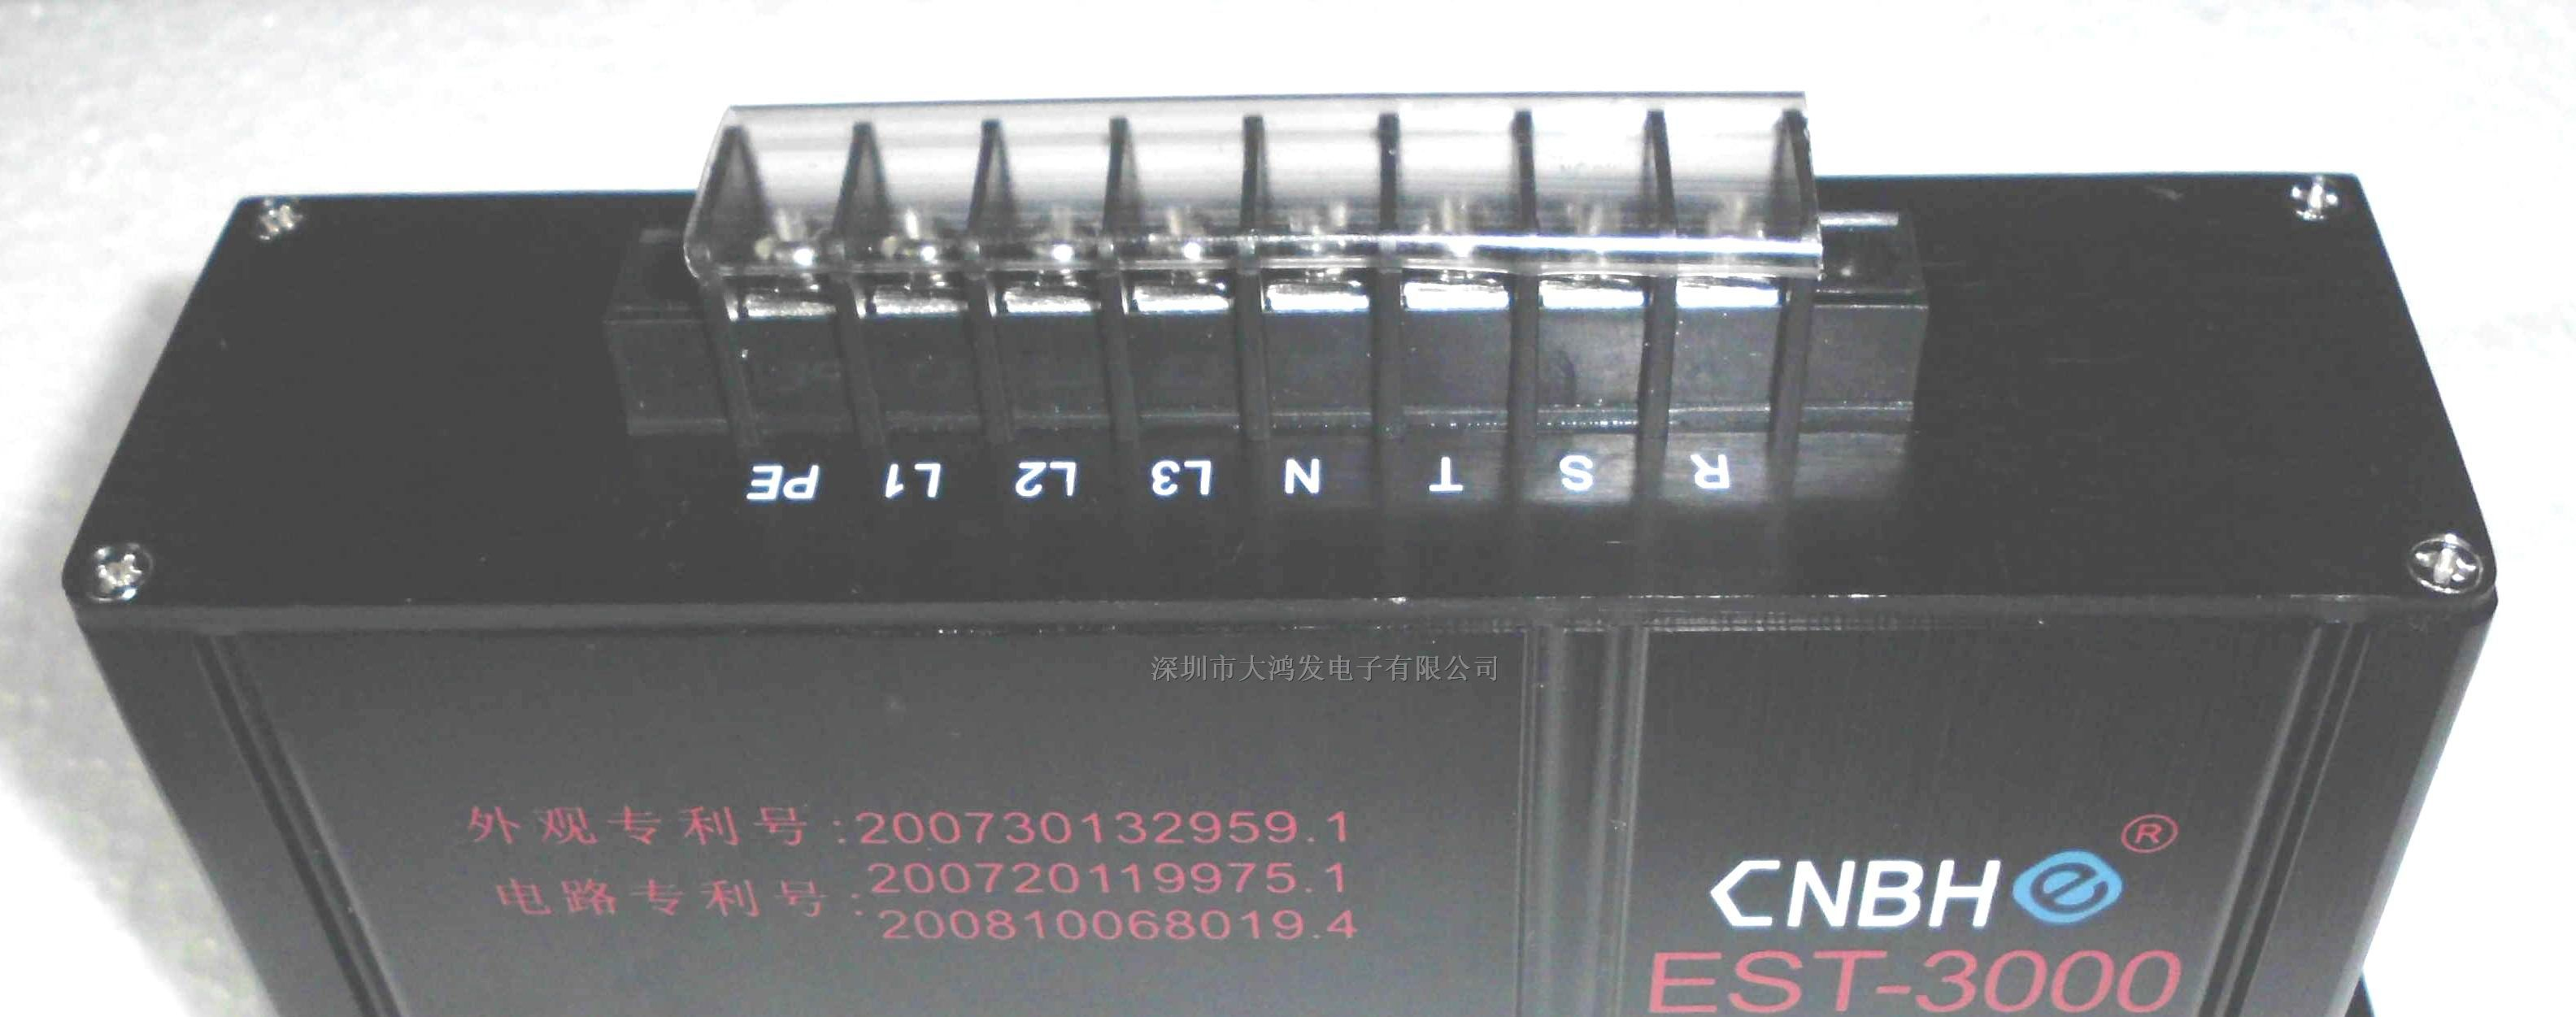 PE L1 L2 L3 N T S R
深圳市大鸿发电子有限公司
外观专利号:200730132959.1
电路专利号:200720119975.1
200810068019.4
CNBH e ®
EST-3000